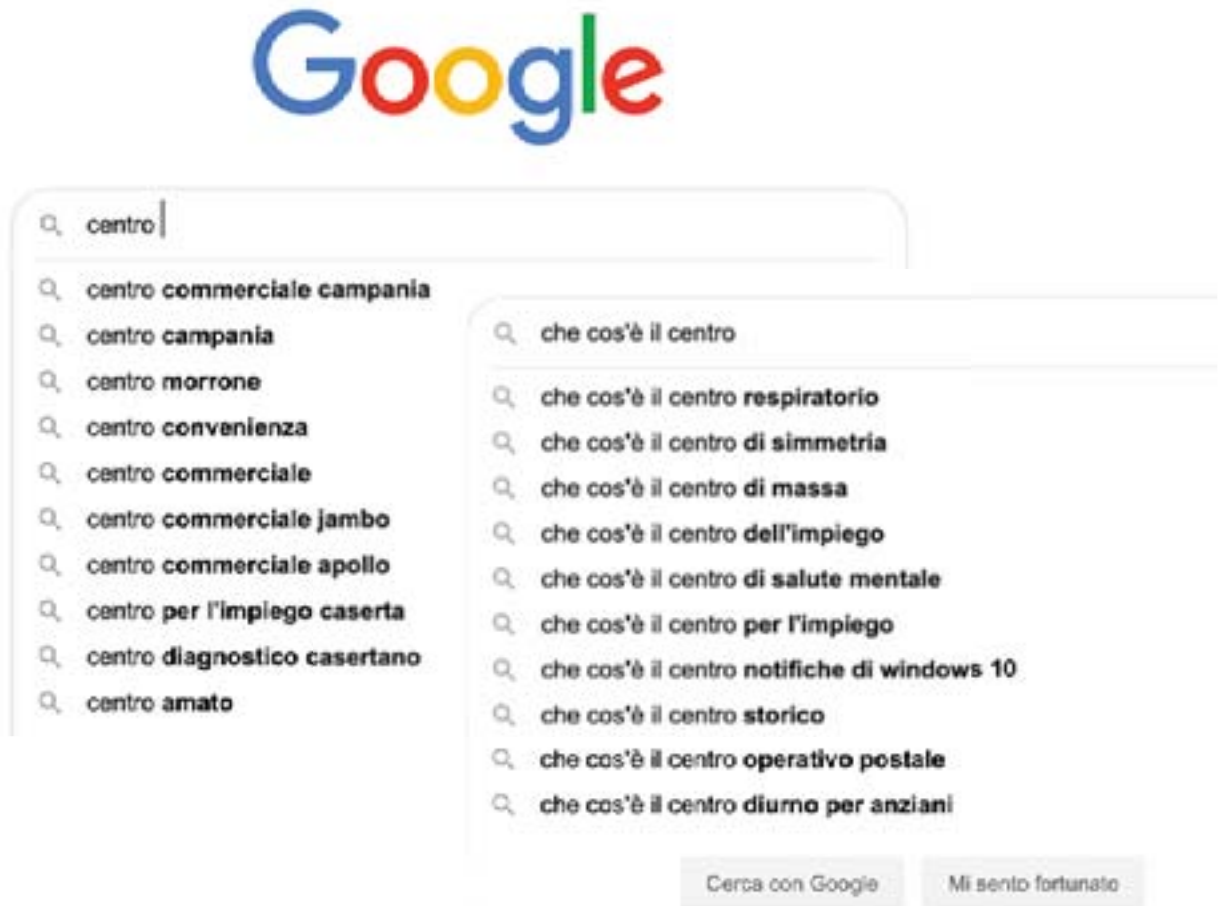 Google
centro
centro commerciale campania
centro campania
centro morrone
centro convenienza
centro commerciale
centro commerciale jambo
centro commerciale apollo
centro per l'impiego caserta
centro diagnostico casertano
centro amato
che cos'è il centro
che cos'è il centro respiratorio
che cos'è il centro di simmetria
che cos'è il centro di massa
che cos'è il centro dell'impiego
che cos'è il centro di salute mentale
che cos'è il centro per l'impiego
che cos'è il centro notifiche di windows 10
che cos'è il centro storico
che cos'è il centro operativo postale
che cos'è il centro diurno per anziani
Cerca con Google
Mi sento fortunato